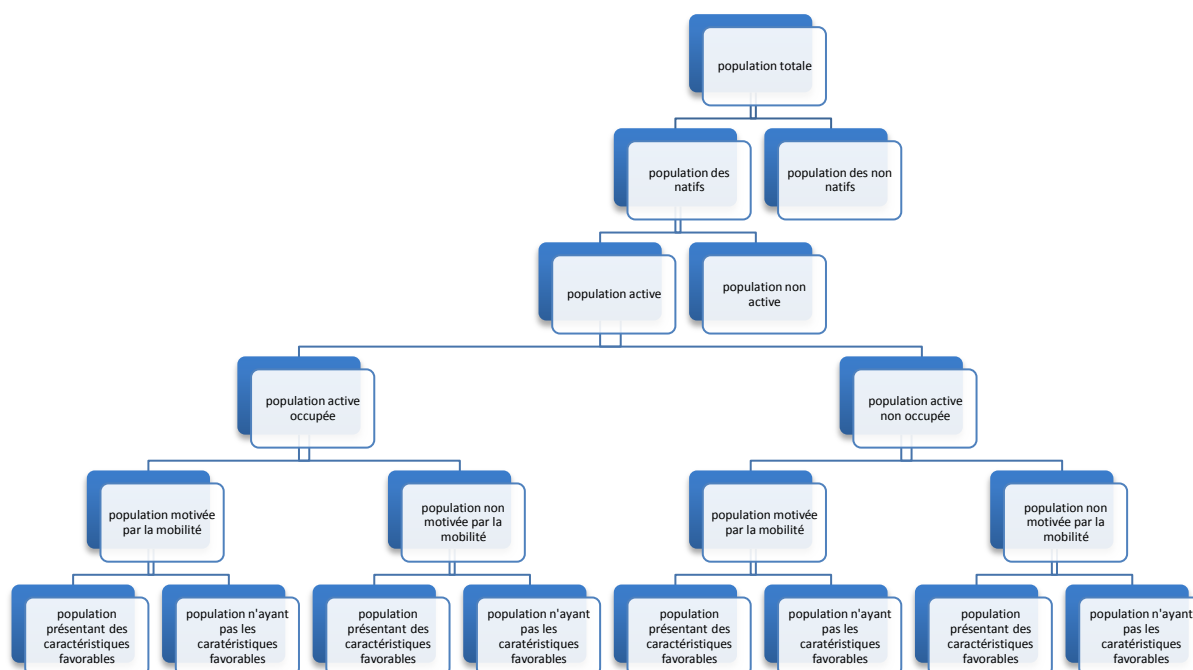 population totale
population des
natifs
population des non
natifs
population active
population non
active
population active
occupée
population active
non occupée
population motivée
par la mobilité
population non
motivée par la
mobilité
population motivée
par la mobilité
population non
motivée par la
mobilité
population
présentant des
caractéristiques
favorables
population n'ayant
pas les
caratéristiques
favorables
population
présentant des
caractéristiques
favorables
population n'ayant
pas les
caratéristiques
favorables
population
présentant des
caractéristiques
favorables
population n'ayant
pas les
caratéristiques
favorables
population
présentant des
caractéristiques
favorables
population n'ayant
pas les
caratéristiques
favorables